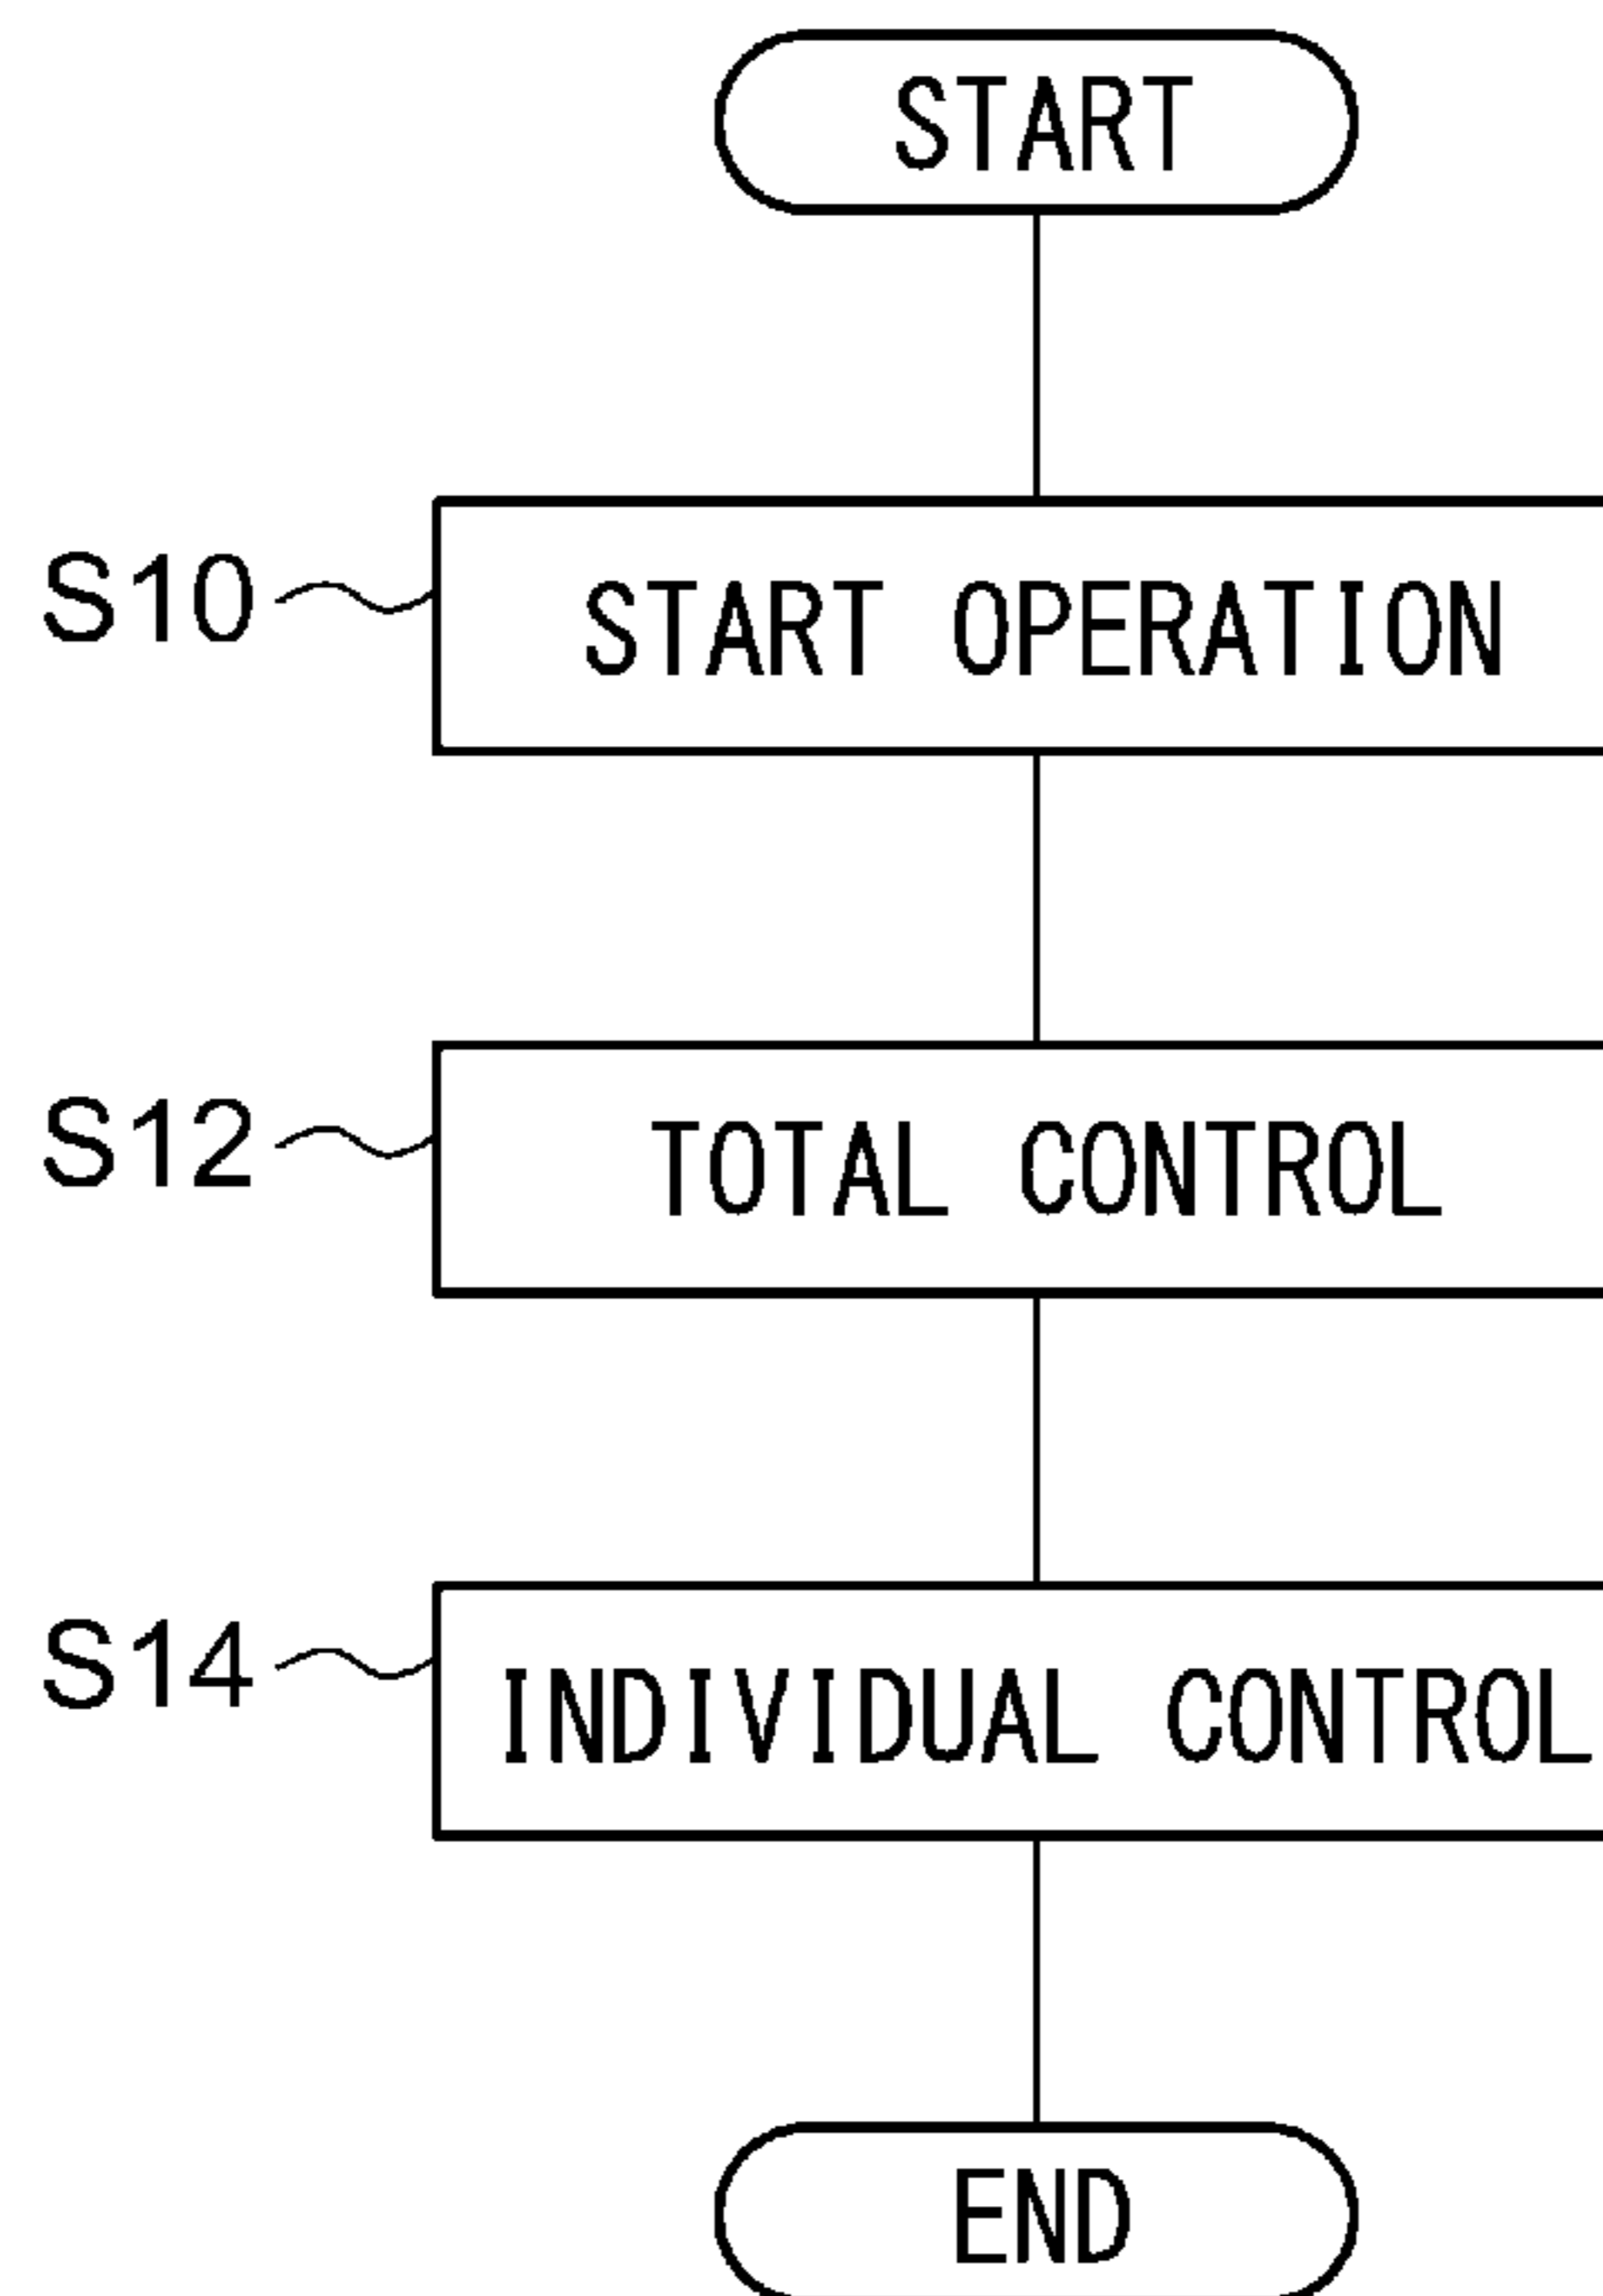 START
S10 START OPERATION
S12 TOTAL CONTROL
S14 INDIVIDUAL CONTROL
END